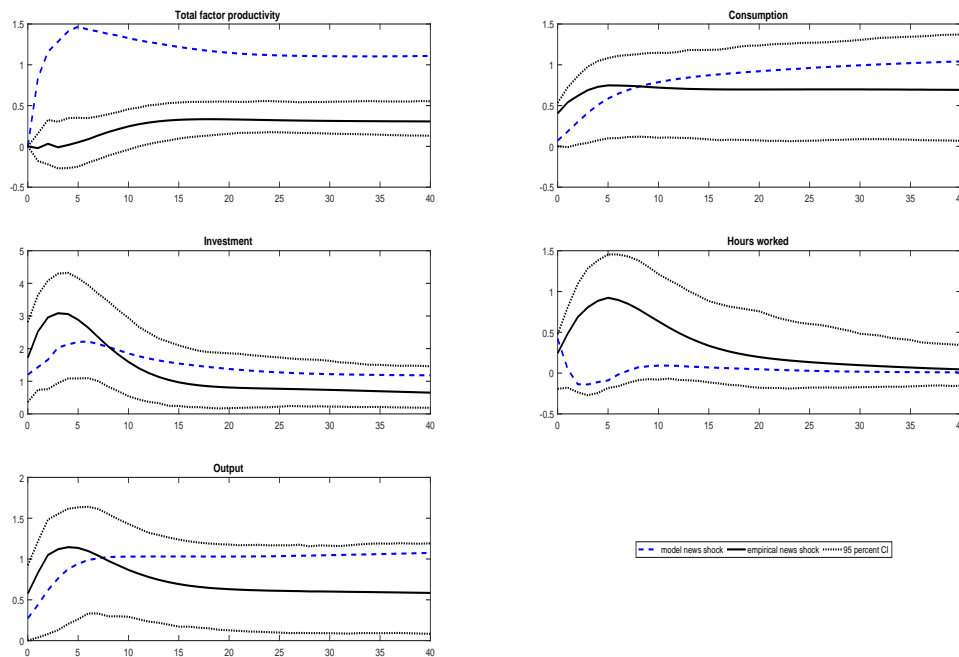 Total factor productivity
1.5
1
0.5
0
-0.5
0 5 10 15 20 25 30 35 40
Consumption
1.5
1
0.5
0
-0.5
0 5 10 15 20 25 30 35 40
Investment
5
4
3
2
1
0
0 5 10 15 20 25 30 35 40
Hours worked
1.5
1
0.5
0
-0.5
0 5 10 15 20 25 30 35 40
Output
2
1.5
1
0.5
0
0 5 10 15 20 25 30 35 40
model news shock empirical news shock 95 percent CI